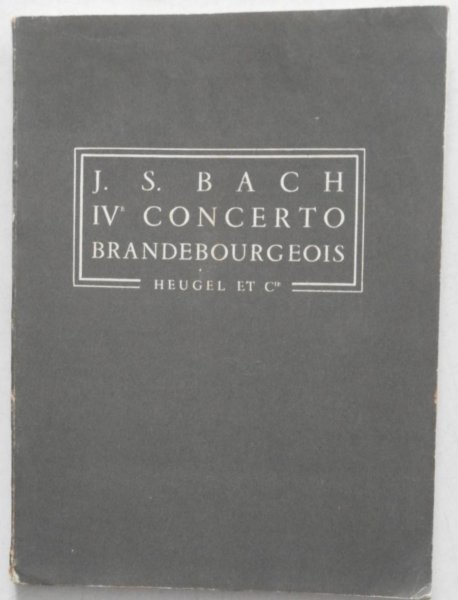 J. S. BACH
IVᴱ CONCERTO
BRANDEBOURGEOIS
HEUGEL ET Cᴵᴱ